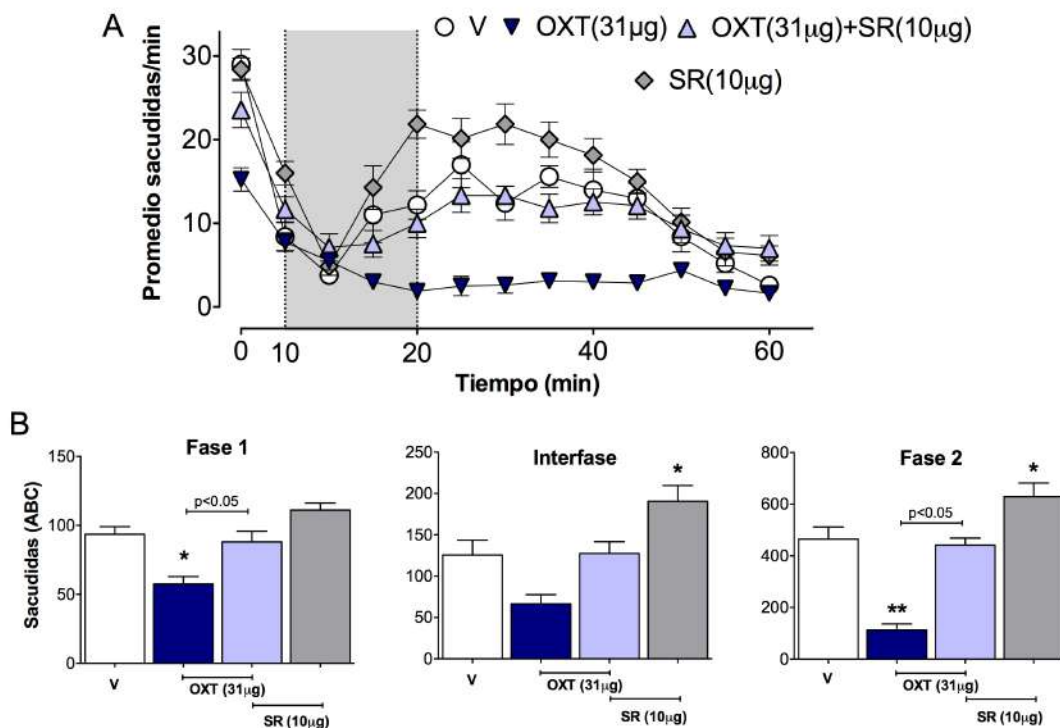 A
V OXT(31µg) OXT(31µg)+SR(10µg)
SR(10µg)
Promedio sacudidas/min
30
20
10
0
0 10 20 40 60
Tiempo (min)
B
Fase 1
Sacudidas (ABC)
150
100
50
0
*
p<0.05
V
OXT (31µg)
SR (10µg)
Interfase
250
200
150
100
50
0
*
V
OXT (31µg)
SR (10µg)
Fase 2
800
600
400
200
0
**
p<0.05
*
V
OXT (31µg)
SR (10µg)